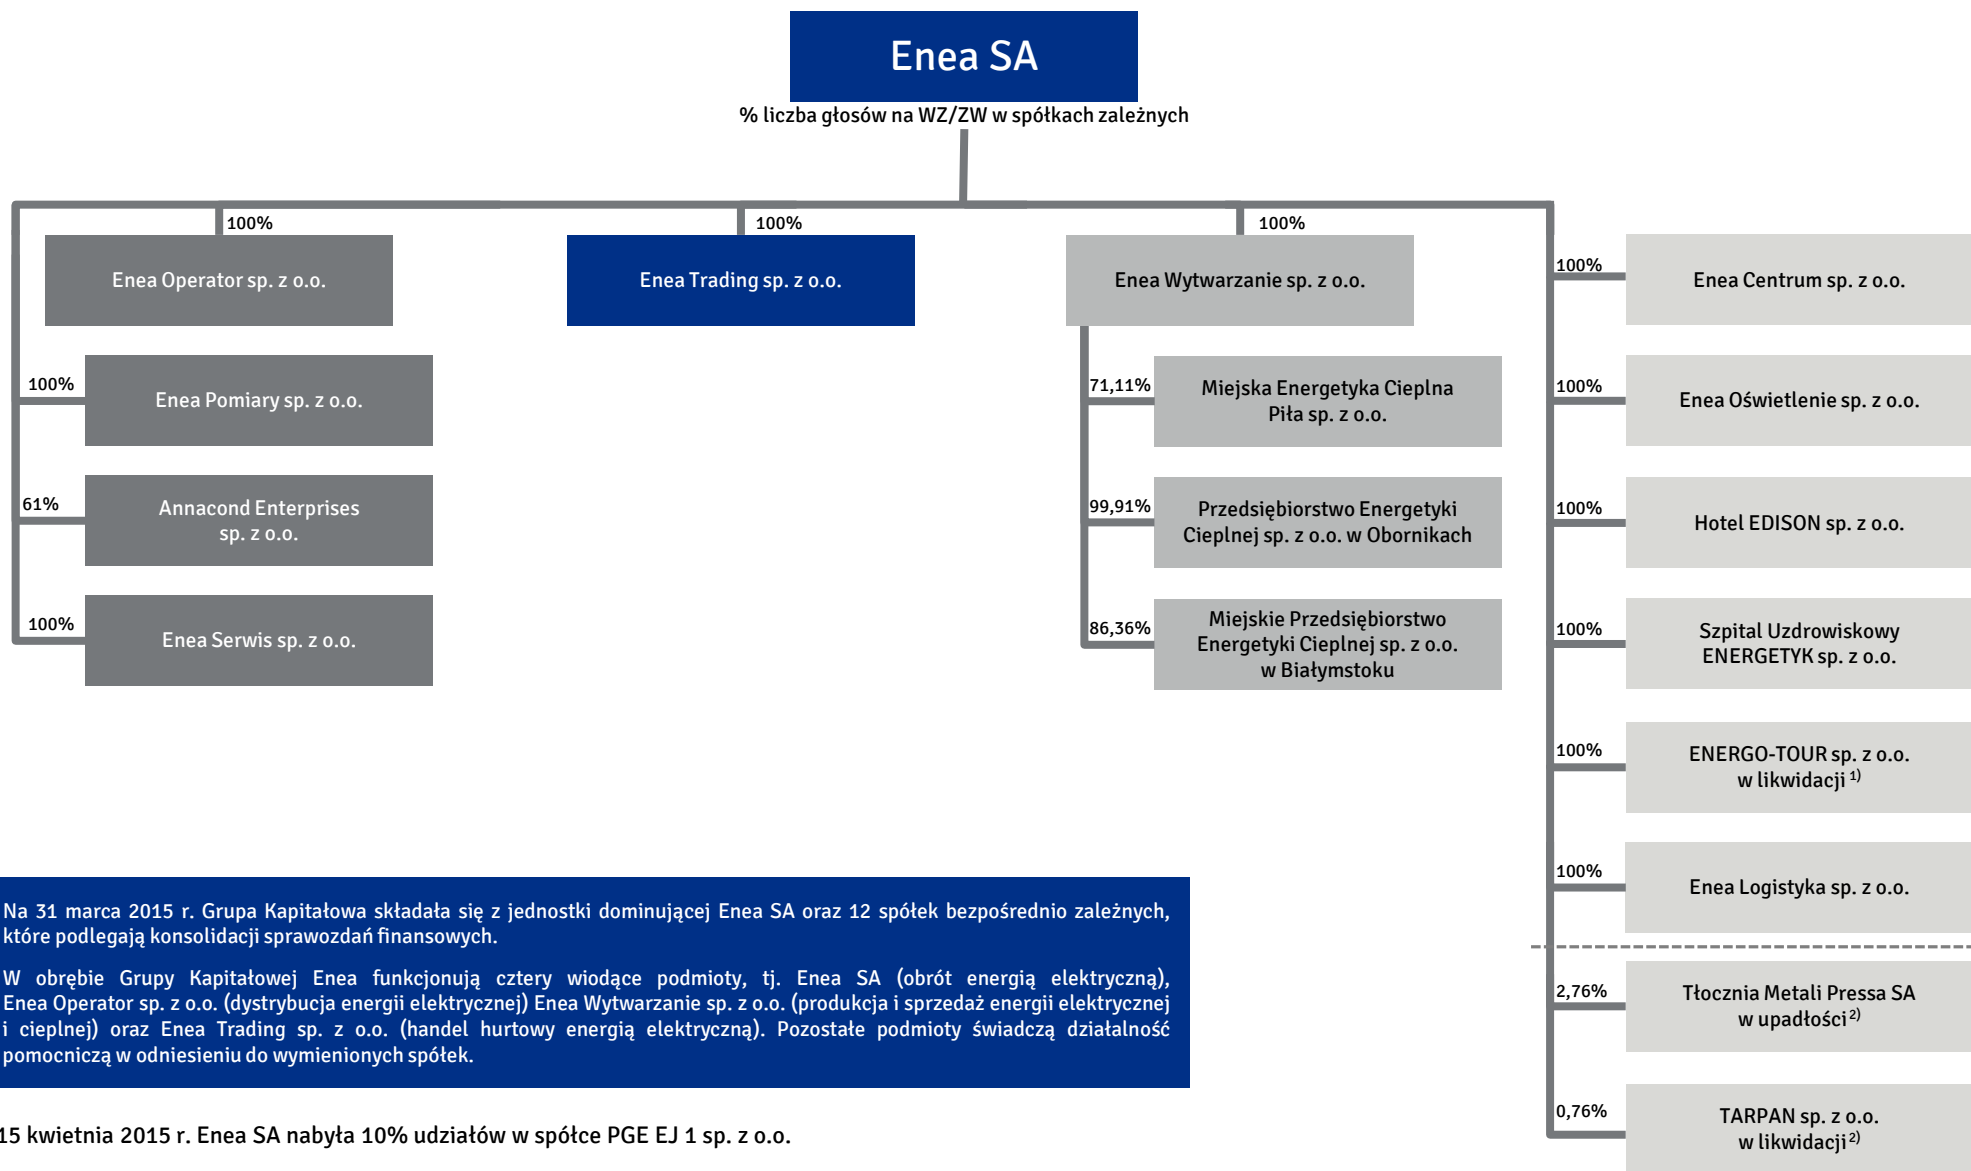 Enea SA
% liczba głosów na WZ/ZW w spółkach zależnych
100%
Enea Operator sp. z o.o.
100%
Enea Pomiary sp. z o.o.
61%
Annacond Enterprises
sp. z o.o.
100%
Enea Serwis sp. z o.o.
100%
Enea Trading sp. z o.o.
100%
Enea Wytwarzanie sp. z o.o.
71,11%
Miejska Energetyka Cieplna
Piła sp. z o.o.
99,91%
Przedsiębiorstwo Energetyki
Cieplnej sp. z o.o. w Obornikach
86,36%
Miejskie Przedsiębiorstwo
Energetyki Cieplnej sp. z o.o.
w Białymstoku
100%
Enea Centrum sp. z o.o.
100%
Enea Oświetlenie sp. z o.o.
100%
Hotel EDISON sp. z o.o.
100%
Szpital Uzdrowiskowy
ENERGETYK sp. z o.o.
100%
ENERGO-TOUR sp. z o.o.
w likwidacji 1)
100%
Enea Logistyka sp. z o.o.
2,76%
Tłocznia Metali Pressa SA
w upadłości 2)
0,76%
TARPAN sp. z o.o.
w likwidacji 2)
Na 31 marca 2015 r. Grupa Kapitałowa składała się z jednostki dominującej Enea SA oraz 12 spółek bezpośrednio zależnych,
które podlegają konsolidacji sprawozdań finansowych.
W obrębie Grupy Kapitałowej Enea funkcjonują cztery wiodące podmioty, tj. Enea SA (obrót energią elektryczną),
Enea Operator sp. z o.o. (dystrybucja energii elektrycznej) Enea Wytwarzanie sp. z o.o. (produkcja i sprzedaż energii elektrycznej
i cieplnej) oraz Enea Trading sp. z o.o. (handel hurtowy energią elektryczną). Pozostałe podmioty świadczą działalność
pomocniczą w odniesieniu do wymienionych spółek.
15 kwietnia 2015 r. Enea SA nabyła 10% udziałów w spółce PGE EJ 1 sp. z o.o.